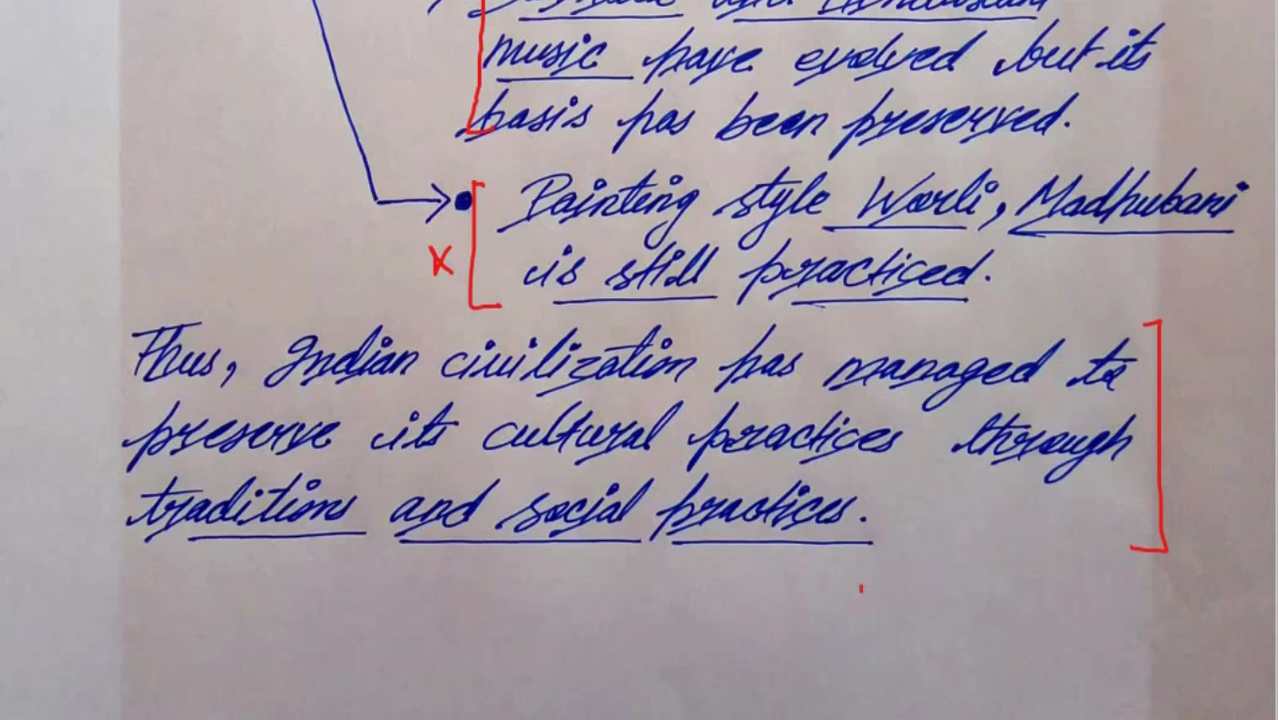 music have evolved but its
basis has been preserved.
Painting style Warli, Madhubani
is still practiced.
Thus, Indian civilization has managed to
preserve its cultural practices through
traditions and social practices.